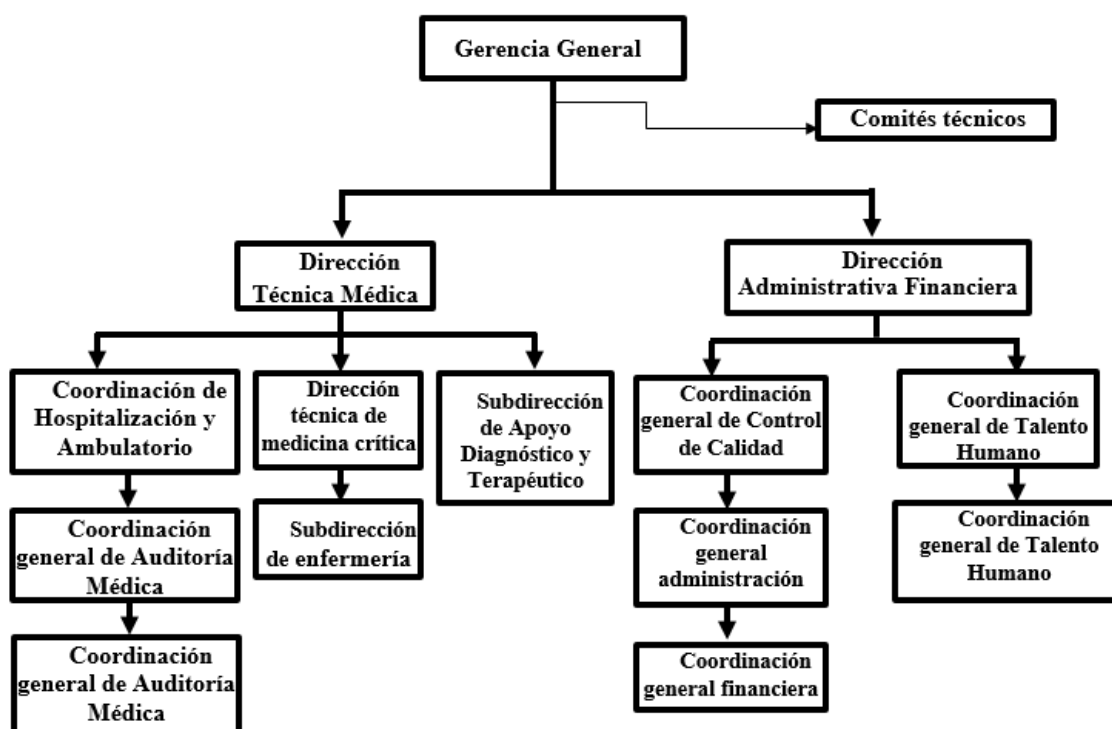 Gerencia General
Comités técnicos
Dirección
Técnica Médica
Dirección
Administrativa Financiera
Coordinación de
Hospitalización y
Ambulatorio
Dirección
técnica de
medicina crítica
Subdirección
de Apoyo
Diagnóstico y
Terapéutico
Coordinación
general de Control
de Calidad
Coordinación
general de Talento
Humano
Coordinación
general de Auditoría
Médica
Subdirección
de enfermería
Coordinación
general
administración
Coordinación
general de Talento
Humano
Coordinación
general de Auditoría
Médica
Coordinación
general financiera